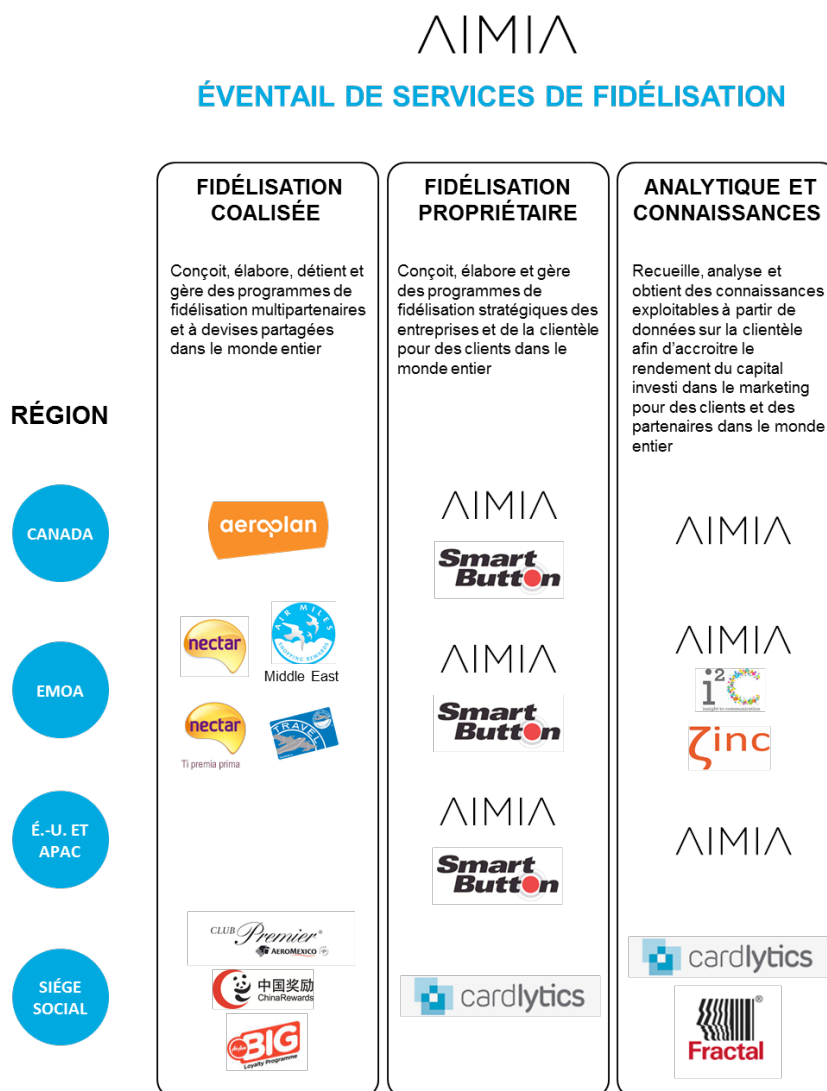 AIMIA
ÉVENTAIL DE SERVICES DE FIDÉLISATION
FIDÉLISATION
COALISÉE
Conçoit, élabore, détient et
gère des programmes de
fidélisation multipartenaires
et à devises partagées
dans le monde entier
FIDÉLISATION
PROPRIÉTAIRE
Conçoit, élabore et gère
des programmes de
fidélisation stratégiques des
entreprises et de la clientèle
pour des clients dans le
monde entier
ANALYTIQUE ET
CONNAISSANCES
Recueille, analyse et
obtient des connaissances
exploitables à partir de
données sur la clientèle
afin d’accroitre le
rendement du capital
investi dans le marketing
pour des clients et des
partenaires dans le monde
entier
RÉGION
CANADA
aeroplan
AIMIA
Smart
Button
AIMIA
EMOA
nectar
AIR MILES
SHOPPING REWARDS
Middle East
nectar
Ti premia prima
TRAVEL
AIMIA
Smart
Button
AIMIA
i2c
insight to communication
zinc
É.-U. ET
APAC
AIMIA
Smart
Button
AIMIA
SIÉGE
SOCIAL
CLUB Premier®
AEROMEXICO
中国奖励
ChinaRewards
BIG
Loyalty Programme
cardlytics
cardlytics
®
Fractal